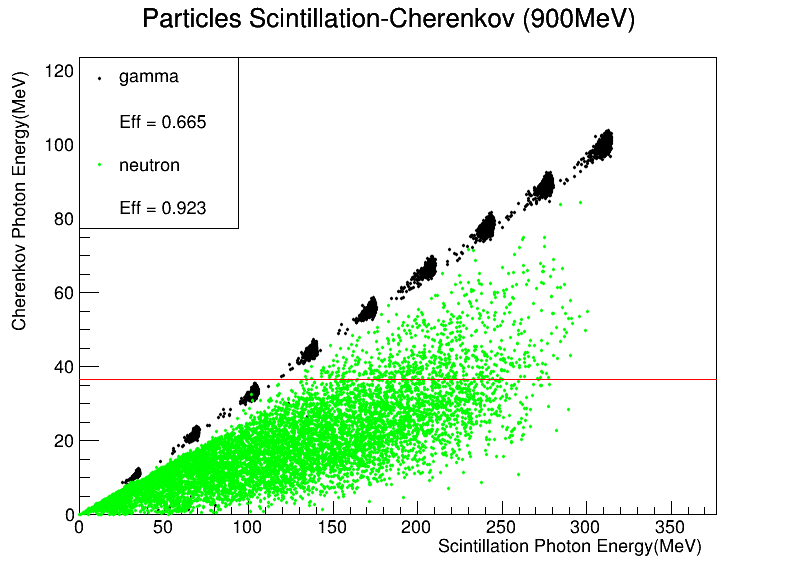 Particles Scintillation-Cherenkov (900MeV)
Cherenkov Photon Energy(MeV)
120
100
80
60
40
20
0
gamma
Eff = 0.665
neutron
Eff = 0.923
0 50 100 150 200 250 300 350
Scintillation Photon Energy(MeV)